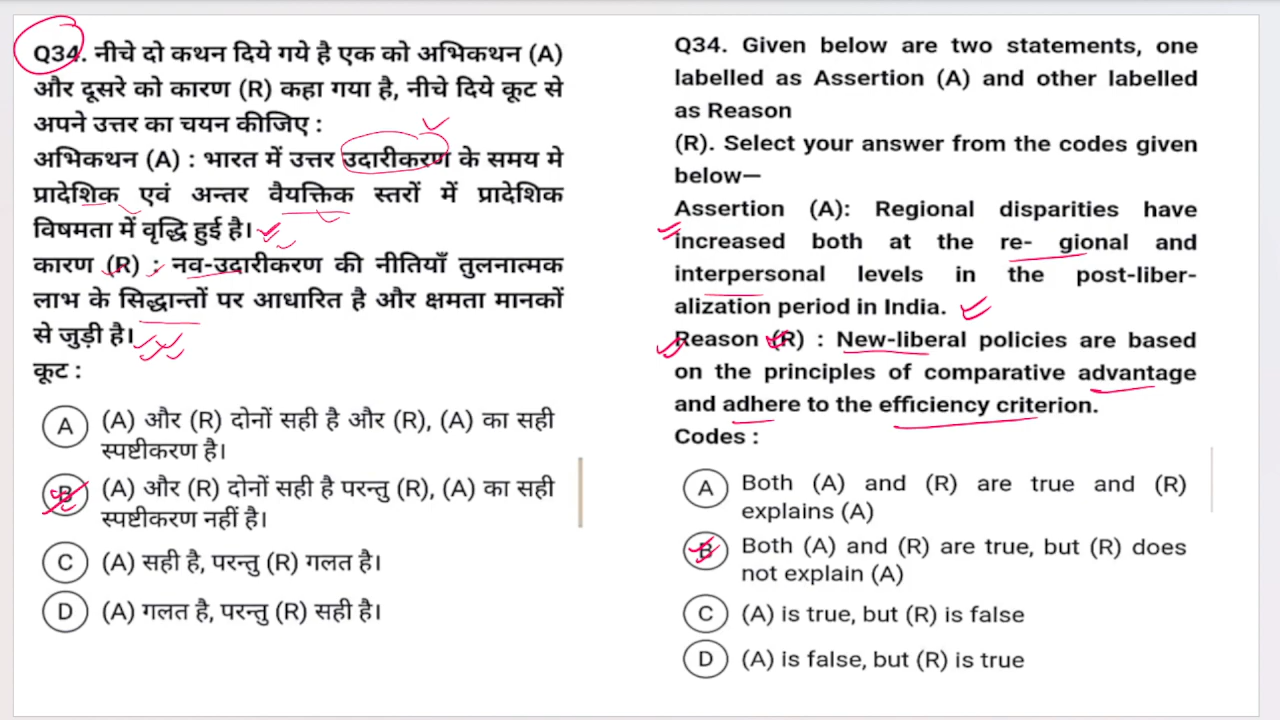 Q34. नीचे दो कथन दिये गये है एक को अभिकथन (A)
और दूसरे को कारण (R) कहा गया है, नीचे दिये कूट से
अपने उत्तर का चयन कीजिए :
अभिकथन (A) : भारत में उत्तर उदारीकरण के समय मे
प्रादेशिक एवं अन्तर वैयक्तिक स्तरों में प्रादेशिक
विषमता में वृद्धि हुई है।
कारण (R) : नव-उदारीकरण की नीतियाँ तुलनात्मक
लाभ के सिद्धान्तों पर आधारित है और क्षमता मानकों
से जुड़ी है।
कूट :
A (A) और (R) दोनों सही है और (R), (A) का सही
स्पष्टीकरण है।
B (A) और (R) दोनों सही है परन्तु (R), (A) का सही
स्पष्टीकरण नहीं है।
C (A) सही है, परन्तु (R) गलत है।
D (A) गलत है, परन्तु (R) सही है।
Q34. Given below are two statements, one
labelled as Assertion (A) and other labelled
as Reason
(R). Select your answer from the codes given
below—
Assertion (A): Regional disparities have
increased both at the re- gional and
interpersonal levels in the post-liber-
alization period in India.
Reason (R) : New-liberal policies are based
on the principles of comparative advantage
and adhere to the efficiency criterion.
Codes :
A Both (A) and (R) are true and (R)
explains (A)
B Both (A) and (R) are true, but (R) does
not explain (A)
C (A) is true, but (R) is false
D (A) is false, but (R) is true